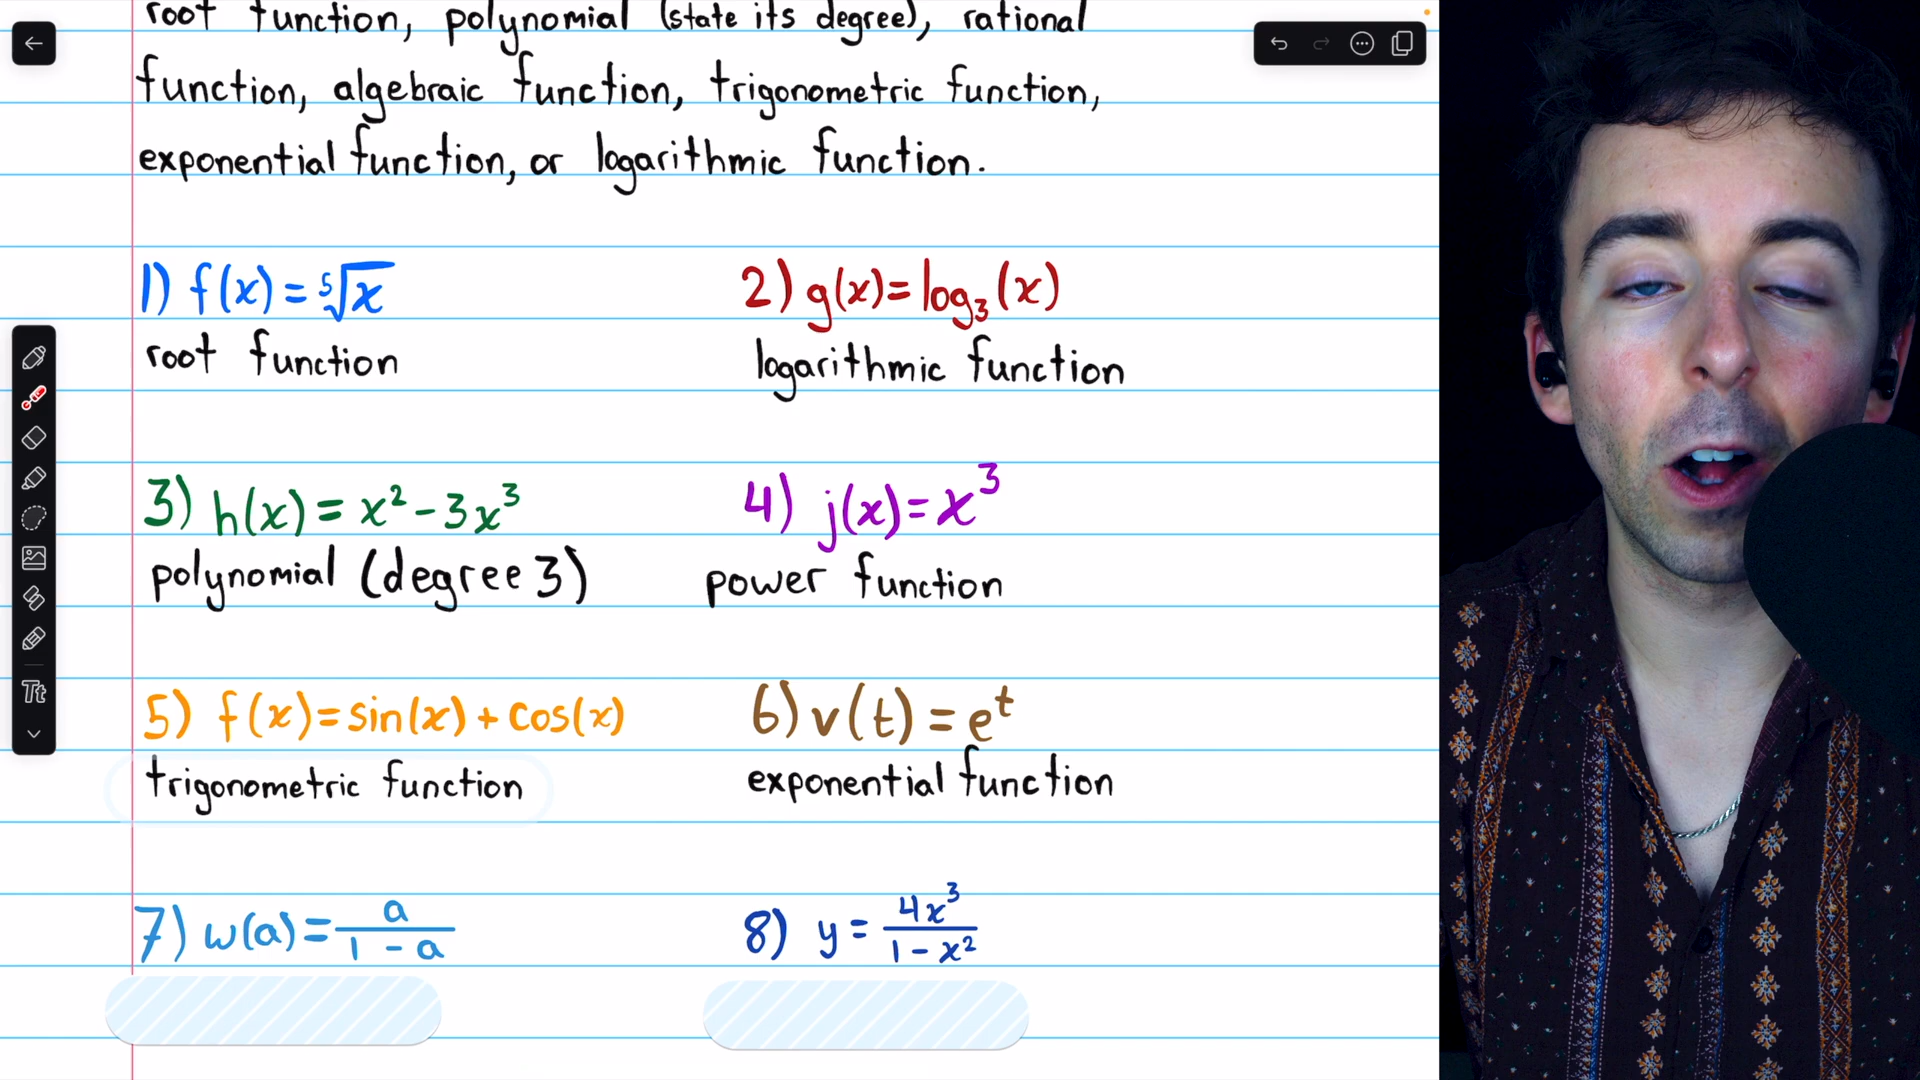 root function, polynomial (state its degree), rational
function, algebraic function, trigonometric function,
exponential function, or logarithmic function.
1) f(x) = ⁵√x
2) g(x) = log₃(x)
root function
logarithmic function
3) h(x) = x² - 3x³
4) j(x) = x³
polynomial (degree 3)
power function
5) f(x) = sin(x) + cos(x)
6) v(t) = eᵗ
trigonometric function
exponential function
7) w(a) = a / (1 - a)
8) y = 4x³ / (1 - x²)
Tt